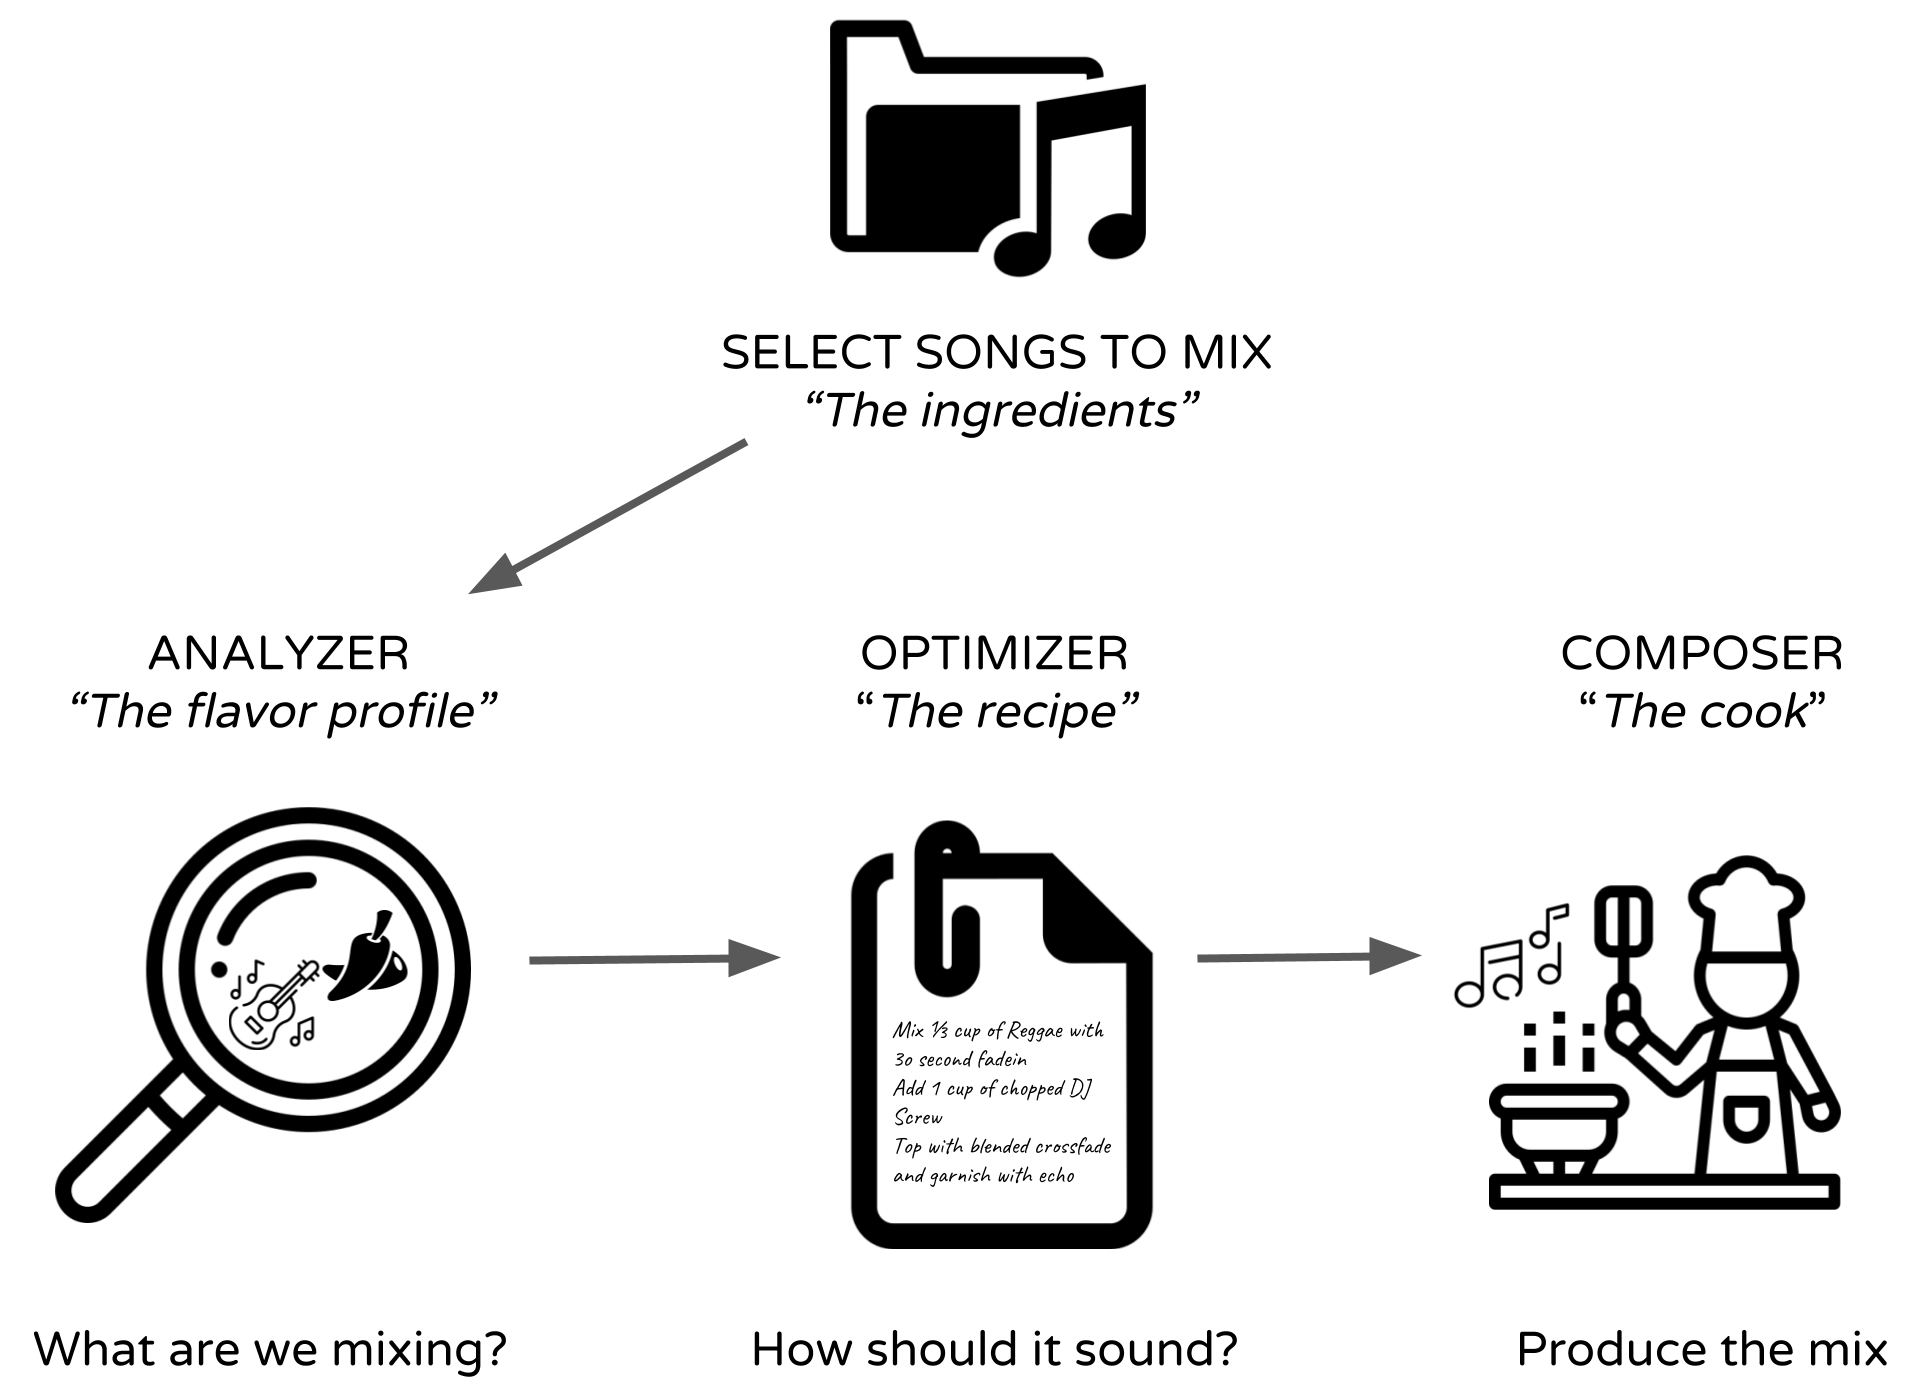 SELECT SONGS TO MIX
“The ingredients”
ANALYZER
“The flavor profile”
OPTIMIZER
“The recipe”
COMPOSER
“The cook”
Mix ⅓ cup of Reggae with
30 second fadein
Add 1 cup of chopped DJ
Screw
Top with blended crossfade
and garnish with echo
What are we mixing?
How should it sound?
Produce the mix